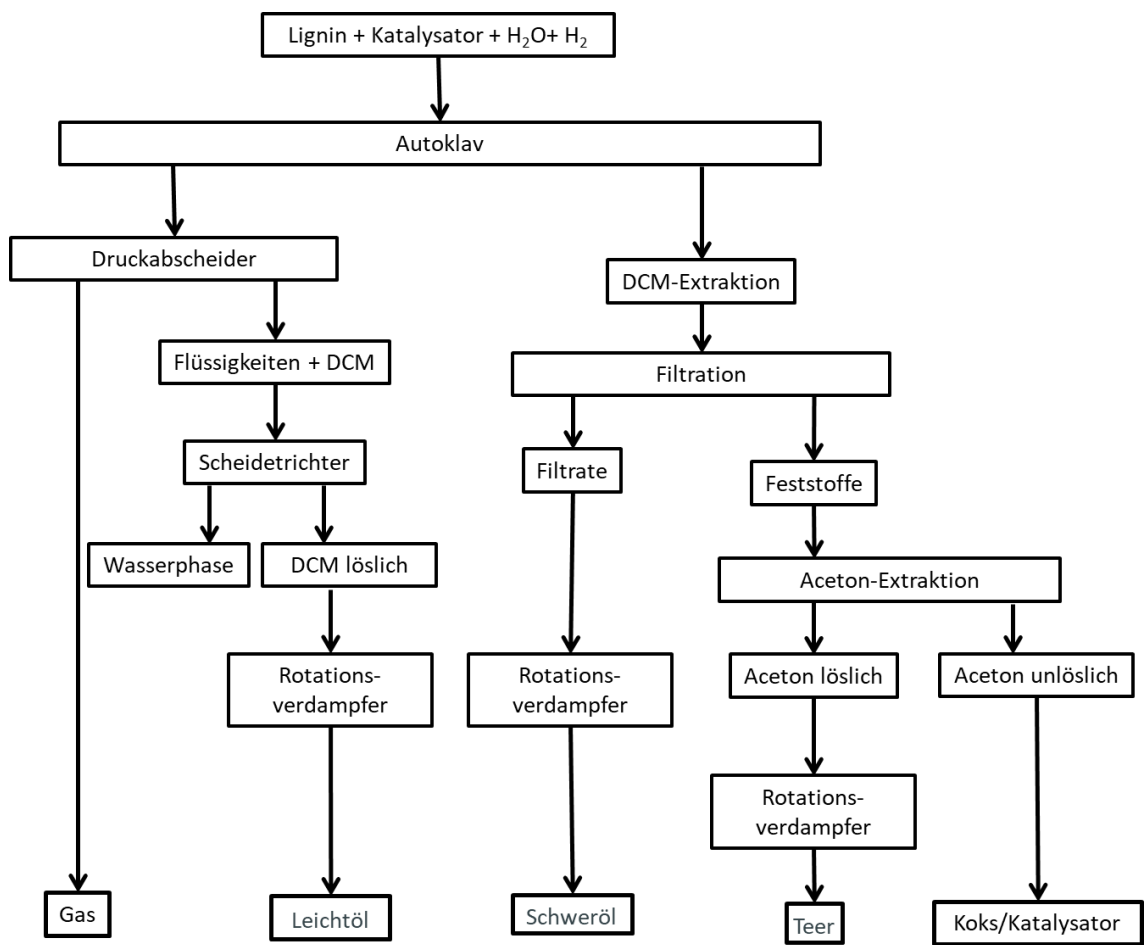 Lignin + Katalysator + H₂O+ H₂
Autoklav
Druckabscheider
DCM-Extraktion
Flüssigkeiten + DCM
Filtration
Scheidetrichter
Filtrate
Feststoffe
Wasserphase
DCM löslich
Aceton-Extraktion
Rotations-
verdampfer
Rotations-
verdampfer
Aceton löslich
Aceton unlöslich
Rotations-
verdampfer
Gas
Leichtöl
Schweröl
Teer
Koks/Katalysator